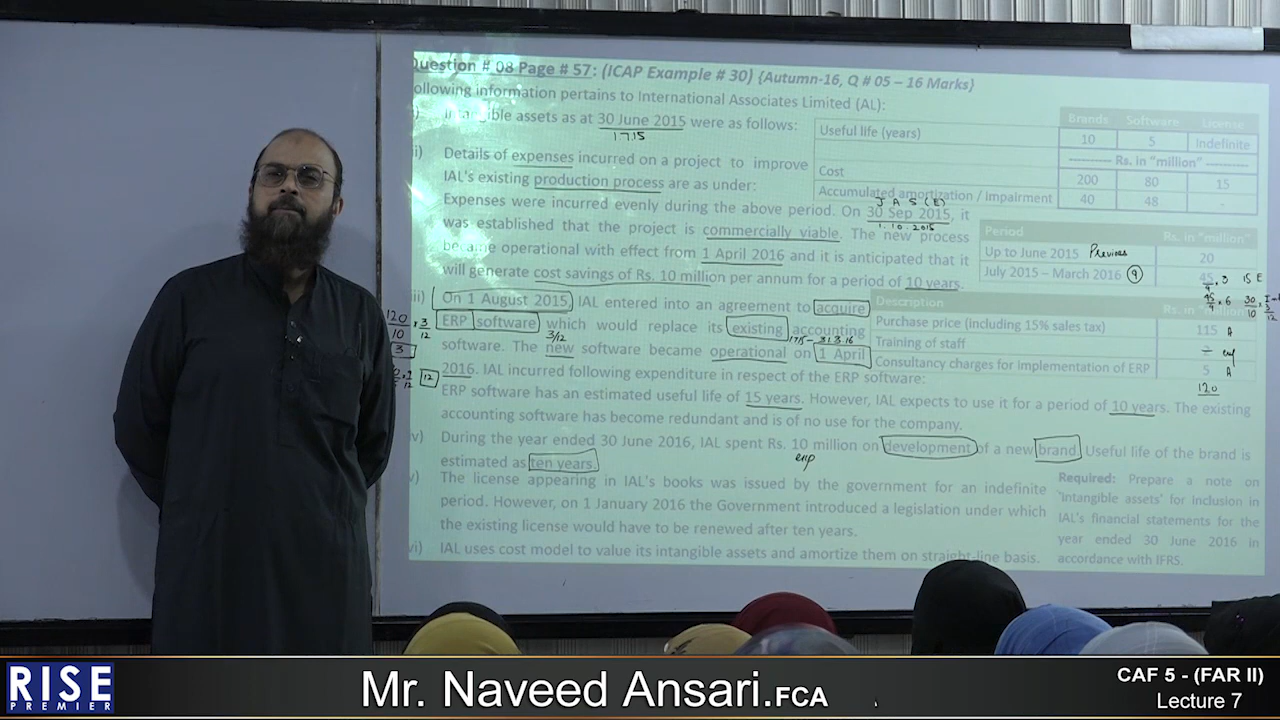 Question # 08 Page # 57: (ICAP Example # 30) {Autumn-16, Q # 05 – 16 Marks}
ollowing information pertains to International Associates Limited (AL):
Intangible assets as at 30 June 2015 were as follows:
1.7.15
Brands Software License
Useful life (years) 10 5 Indefinite
---------- Rs. in "million" ----------
Cost 200 80 15
Accumulated amortization / Impairment 40 48 -
ii) Details of expenses incurred on a project to improve
IAL's existing production process are as under:
Expenses were incurred evenly during the above period. On 30 Sep 2015, it
J A S (E)
1.10.2015
was established that the project is commercially viable. The new process
became operational with effect from 1 April 2016 and it is anticipated that it
will generate cost savings of Rs. 10 million per annum for a period of 10 years.
Period Rs. in "million"
Up to June 2015 Previous 20
July 2015 – March 2016 9 45
iii) On 1 August 2015 IAL entered into an agreement to acquire
ERP software which would replace its existing accounting
3/12
software. The new software became operational on 1 April
2016. IAL incurred following expenditure in respect of the ERP software:
Description
Purchase price (including 15% sales tax) 115 A
Training of staff exp
Consultancy charges for implementation of ERP 5 A
120
ERP software has an estimated useful life of 15 years. However, IAL expects to use it for a period of 10 years. The existing
accounting software has become redundant and is of no use for the company.
iv) During the year ended 30 June 2016, IAL spent Rs. 10 million on development of a new brand. Useful life of the brand is
exp
estimated as ten years.
v) The license appearing in IAL's books was issued by the government for an indefinite
period. However, on 1 January 2016 the Government introduced a legislation under which
the existing license would have to be renewed after ten years.
vi) IAL uses cost model to value its intangible assets and amortize them on straight-line basis.
Required: Prepare a note on
'Intangible assets' for inclusion in
IAL's financial statements for the
year ended 30 June 2016 in
accordance with IFRS.
120
10
3
12
3
12
RISE
PREMIER
Mr. Naveed Ansari.FCA
CAF 5 - (FAR II)
Lecture 7